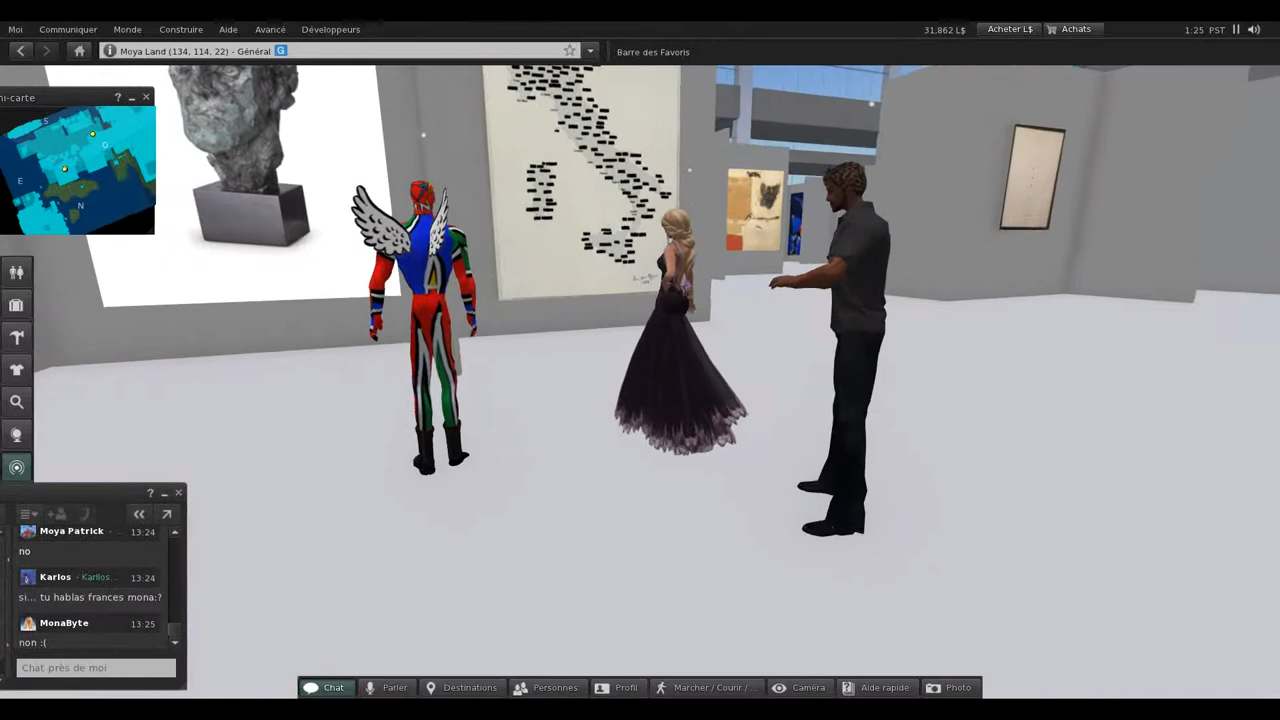 Moi Communiquer Monde Construire Aide Avancé Développeurs 31,862 L$ Acheter L$ Achats 1:25 PST
Moya Land (134, 114, 22) - Général G Barre des Favoris
ni-carte ?
S
O
E
N
?
Moya Patrick - ... 13:24
no
Karlos - Karllos... 13:24
si... tu hablas frances mona:?
MonaByte 13:25
non :(
Chat près de moi
Chat Parler Destinations Personnes Profil Marcher / Courir / ... Caméra Aide rapide Photo